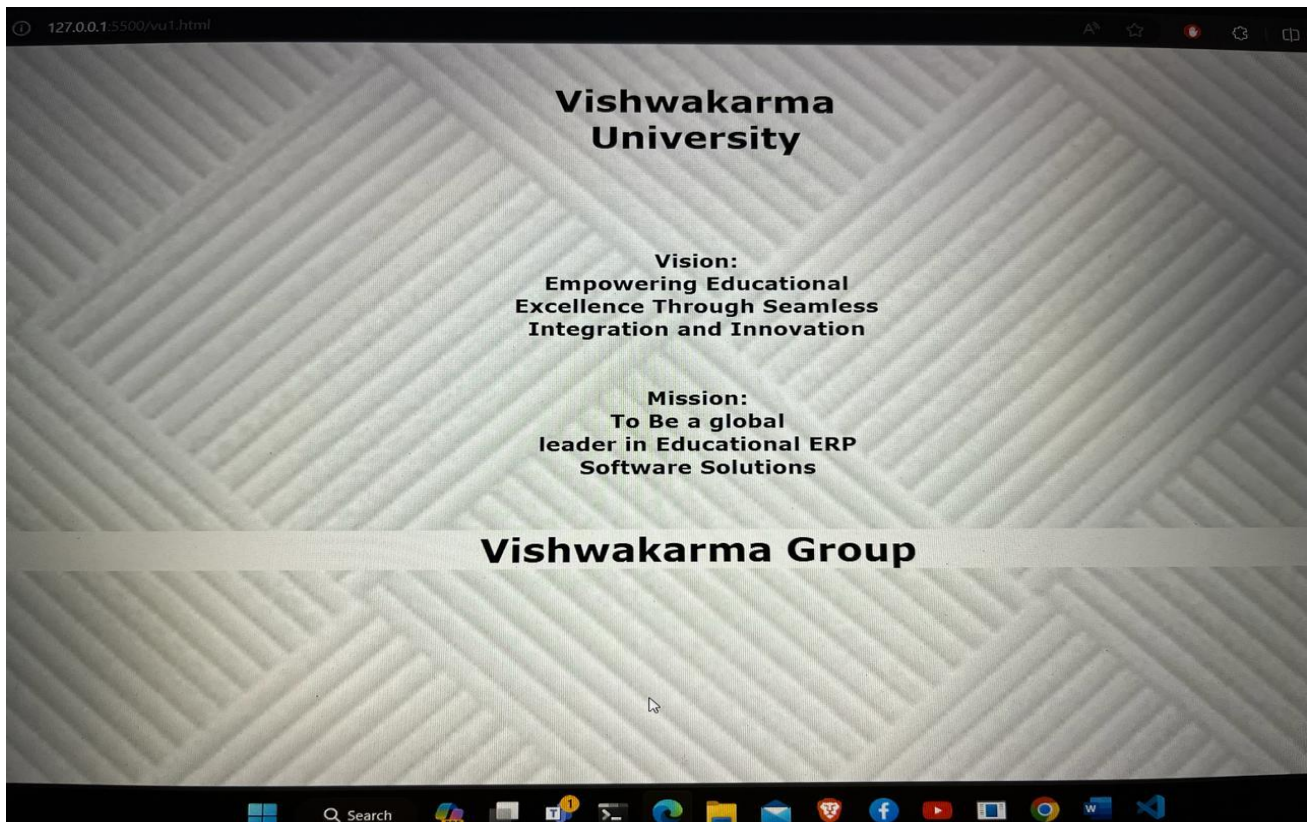 127.0.0.1:5500/vu1.html
Vishwakarma
University
Vision:
Empowering Educational
Excellence Through Seamless
Integration and Innovation
Mission:
To Be a global
leader in Educational ERP
Software Solutions
Vishwakarma Group
Search